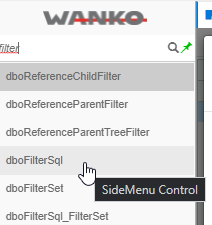 WANKO
filter
dboReferenceChildFilter
dboReferenceParentFilter
dboReferenceParentTreeFilter
dboFilterSql
SideMenu Control
dboFilterSet
dboFilterSql_FilterSet